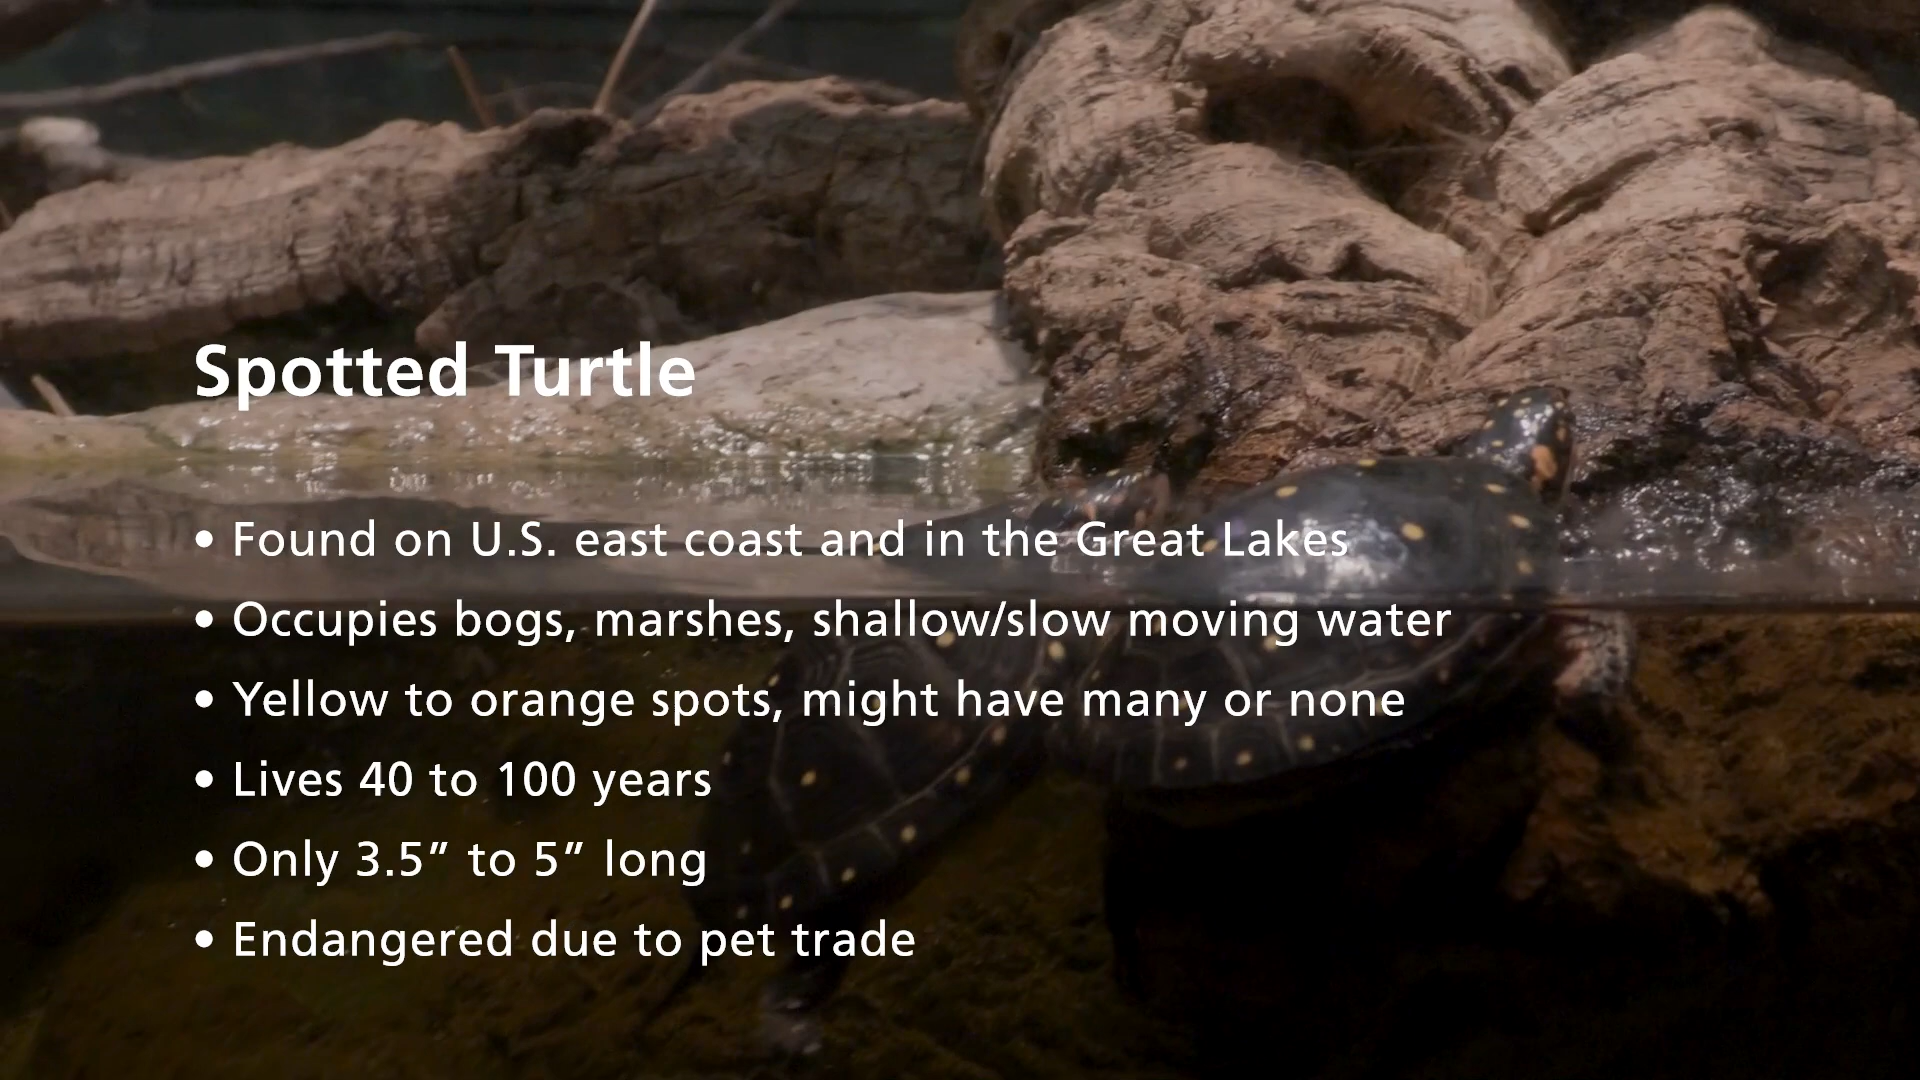 Spotted Turtle
• Found on U.S. east coast and in the Great Lakes
• Occupies bogs, marshes, shallow/slow moving water
• Yellow to orange spots, might have many or none
• Lives 40 to 100 years
• Only 3.5” to 5” long
• Endangered due to pet trade